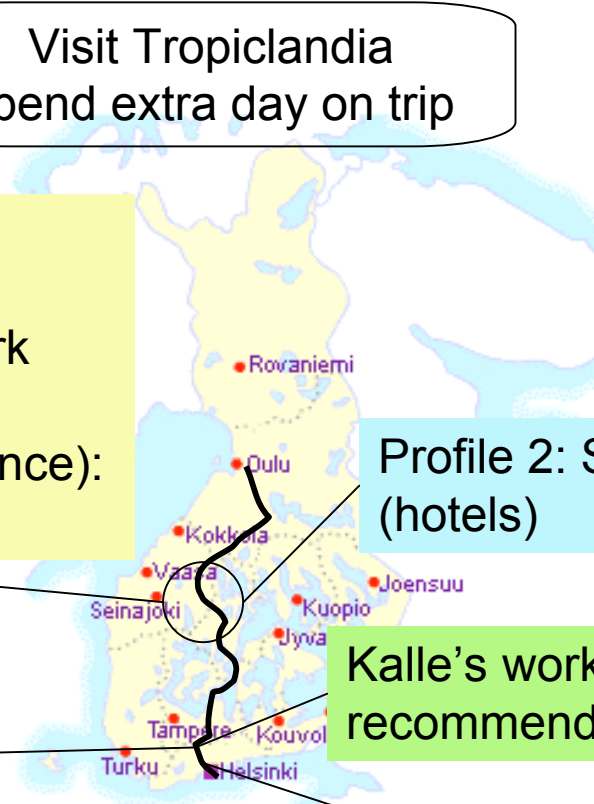 Visit Tropiclandia
pend extra day on trip
rk
nce):
Rovaniemi
Oulu
Profile 2: S
(hotels)
Kokkola
Vaasa
Seinajoki
Joensuu
Kuopio
Jyva
Kalle's work
recommend
Tampere
Kouvol
Turku
Helsinki